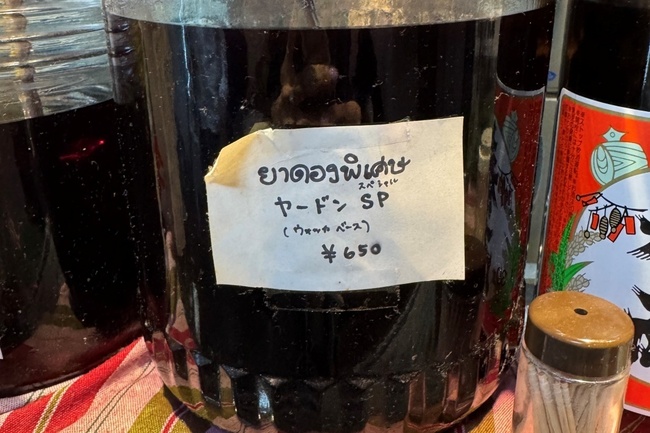 ยาดองพิเศษ
スペシャル
ヤードン SP
(ウォッカベース)
¥650